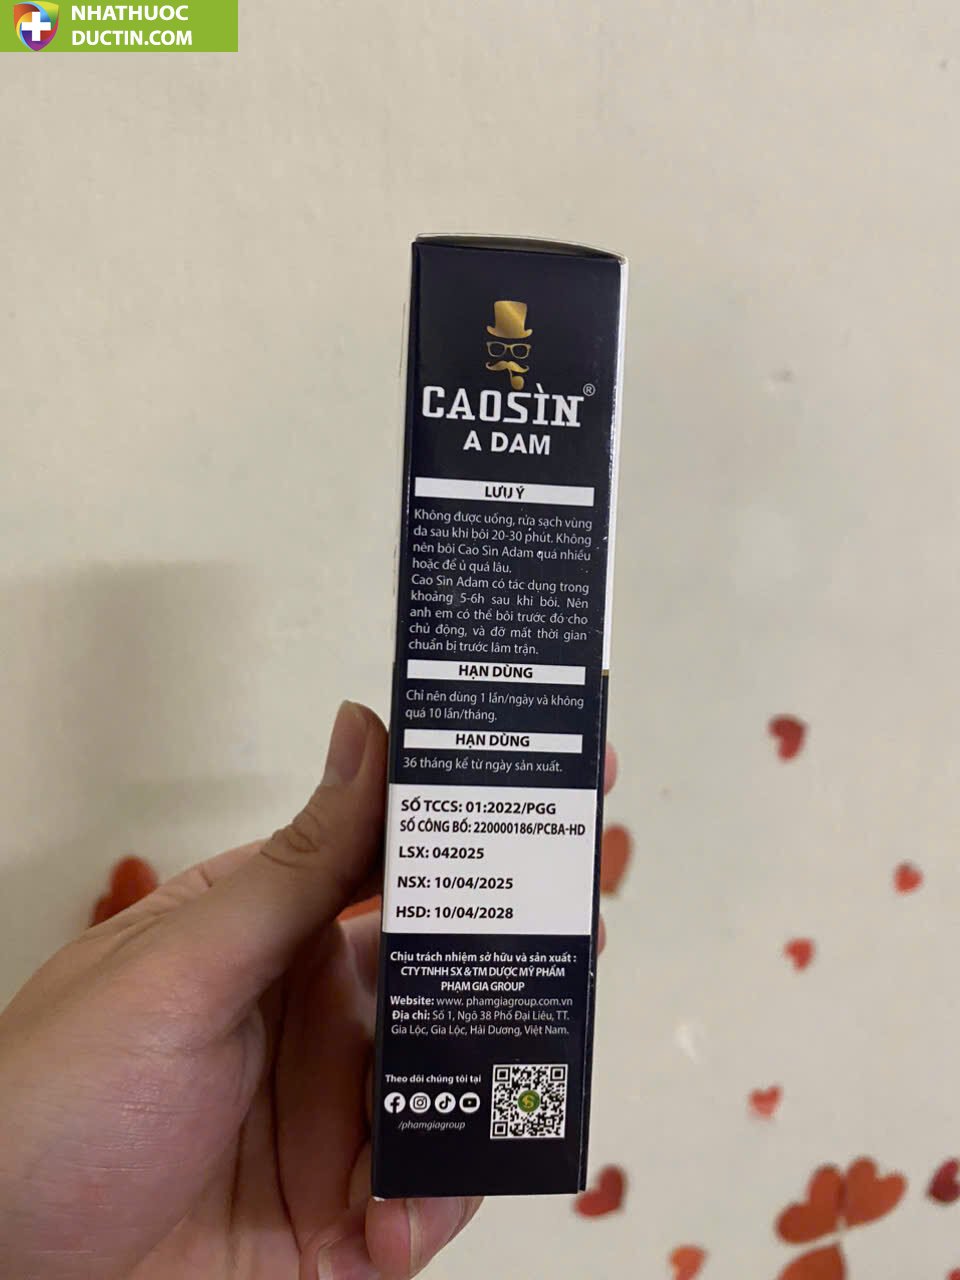 NHATHUOC
DUCTIN.COM
CAOSÌN®
A DAM
LƯU Ý
Không được uống, rửa sạch vùng
da sau khi bôi 20-30 phút. Không
nên bôi Cao Sìn Adam quá nhiều
hoặc để ủ quá lâu.
Cao Sìn Adam có tác dụng trong
khoảng 5-6h sau khi bôi. Nên
anh em có thể bôi trước đó cho
chủ động, và đỡ mất thời gian
chuẩn bị trước lâm trận.
HẠN DÙNG
Chỉ nên dùng 1 lần/ngày và không
quá 10 lần/tháng.
HẠN DÙNG
36 tháng kể từ ngày sản xuất.
SỐ TCCS: 01:2022/PGG
SỐ CÔNG BỐ: 220000186/PCBA-HD
LSX: 042025
NSX: 10/04/2025
HSD: 10/04/2028
Chịu trách nhiệm sở hữu và sản xuất :
CTY TNHH SX & TM DƯỢC MỸ PHẨM
PHẠM GIA GROUP
Website: www. phamgiagroup.com.vn
Địa chỉ: Số 1, Ngõ 38 Phố Đại Liêu, TT.
Gia Lộc, Gia Lộc, Hải Dương, Việt Nam.
Theo dõi chúng tôi tại
/phamgiagroup